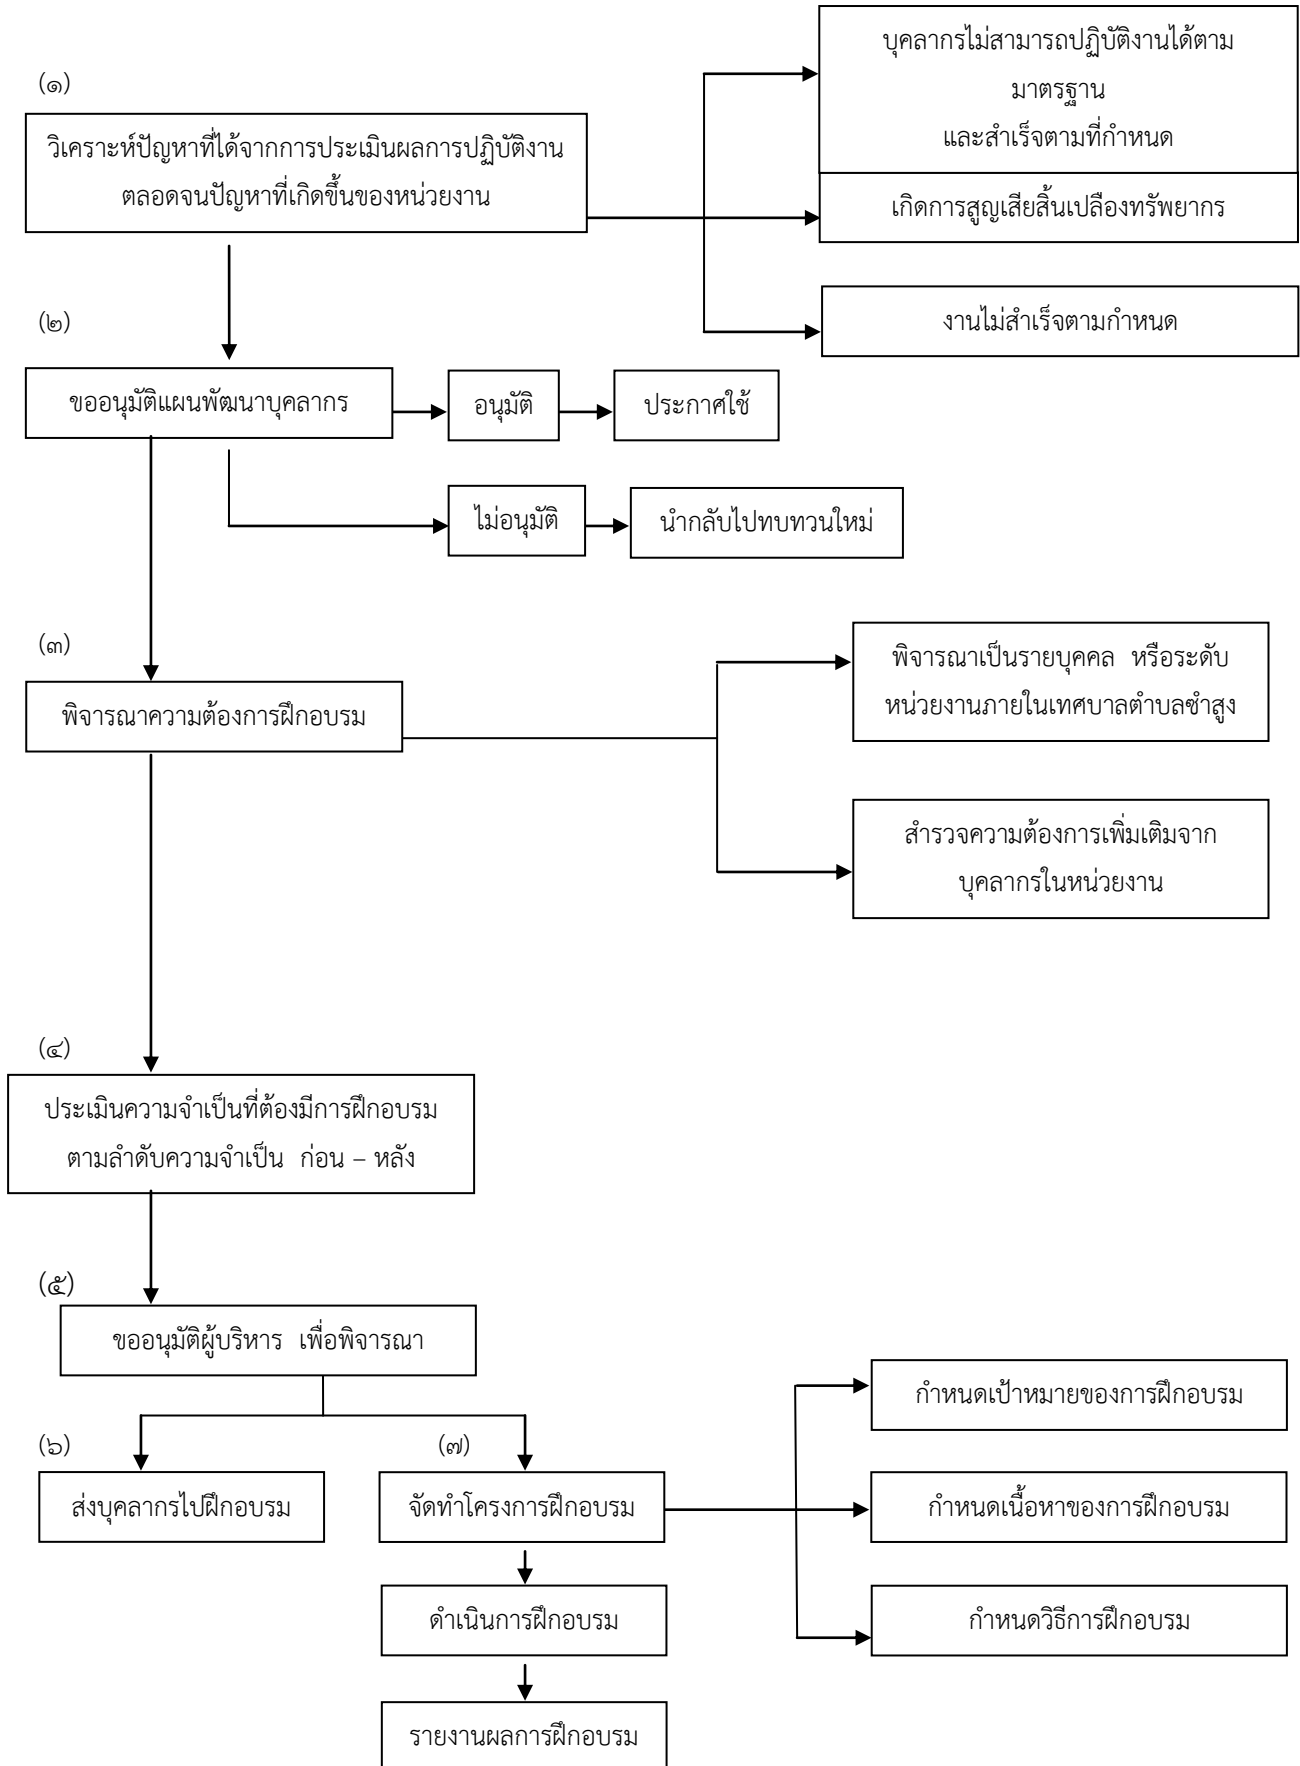 บุคลากรไม่สามารถปฏิบัติงานได้ตาม
มาตรฐาน
และสำเร็จตามที่กำหนด
(๑)
วิเคราะห์ปัญหาที่ได้จากการประเมินผลการปฏิบัติงาน
ตลอดจนปัญหาที่เกิดขึ้นของหน่วยงาน
เกิดการสูญเสียสิ้นเปลืองทรัพยากร
งานไม่สำเร็จตามกำหนด
(๒)
ขออนุมัติแผนพัฒนาบุคลากร
อนุมัติ
ประกาศใช้
ไม่อนุมัติ
นำกลับไปทบทวนใหม่
(๓)
พิจารณาความต้องการฝึกอบรม
พิจารณาเป็นรายบุคคล หรือระดับ
หน่วยงานภายในเทศบาลตำบลซำสูง
สำรวจความต้องการเพิ่มเติมจาก
บุคลากรในหน่วยงาน
(๔)
ประเมินความจำเป็นที่ต้องมีการฝึกอบรม
ตามลำดับความจำเป็น ก่อน – หลัง
(๕)
ขออนุมัติผู้บริหาร เพื่อพิจารณา
(๖)
ส่งบุคลากรไปฝึกอบรม
(๗)
จัดทำโครงการฝึกอบรม
กำหนดเป้าหมายของการฝึกอบรม
กำหนดเนื้อหาของการฝึกอบรม
กำหนดวิธีการฝึกอบรม
ดำเนินการฝึกอบรม
รายงานผลการฝึกอบรม